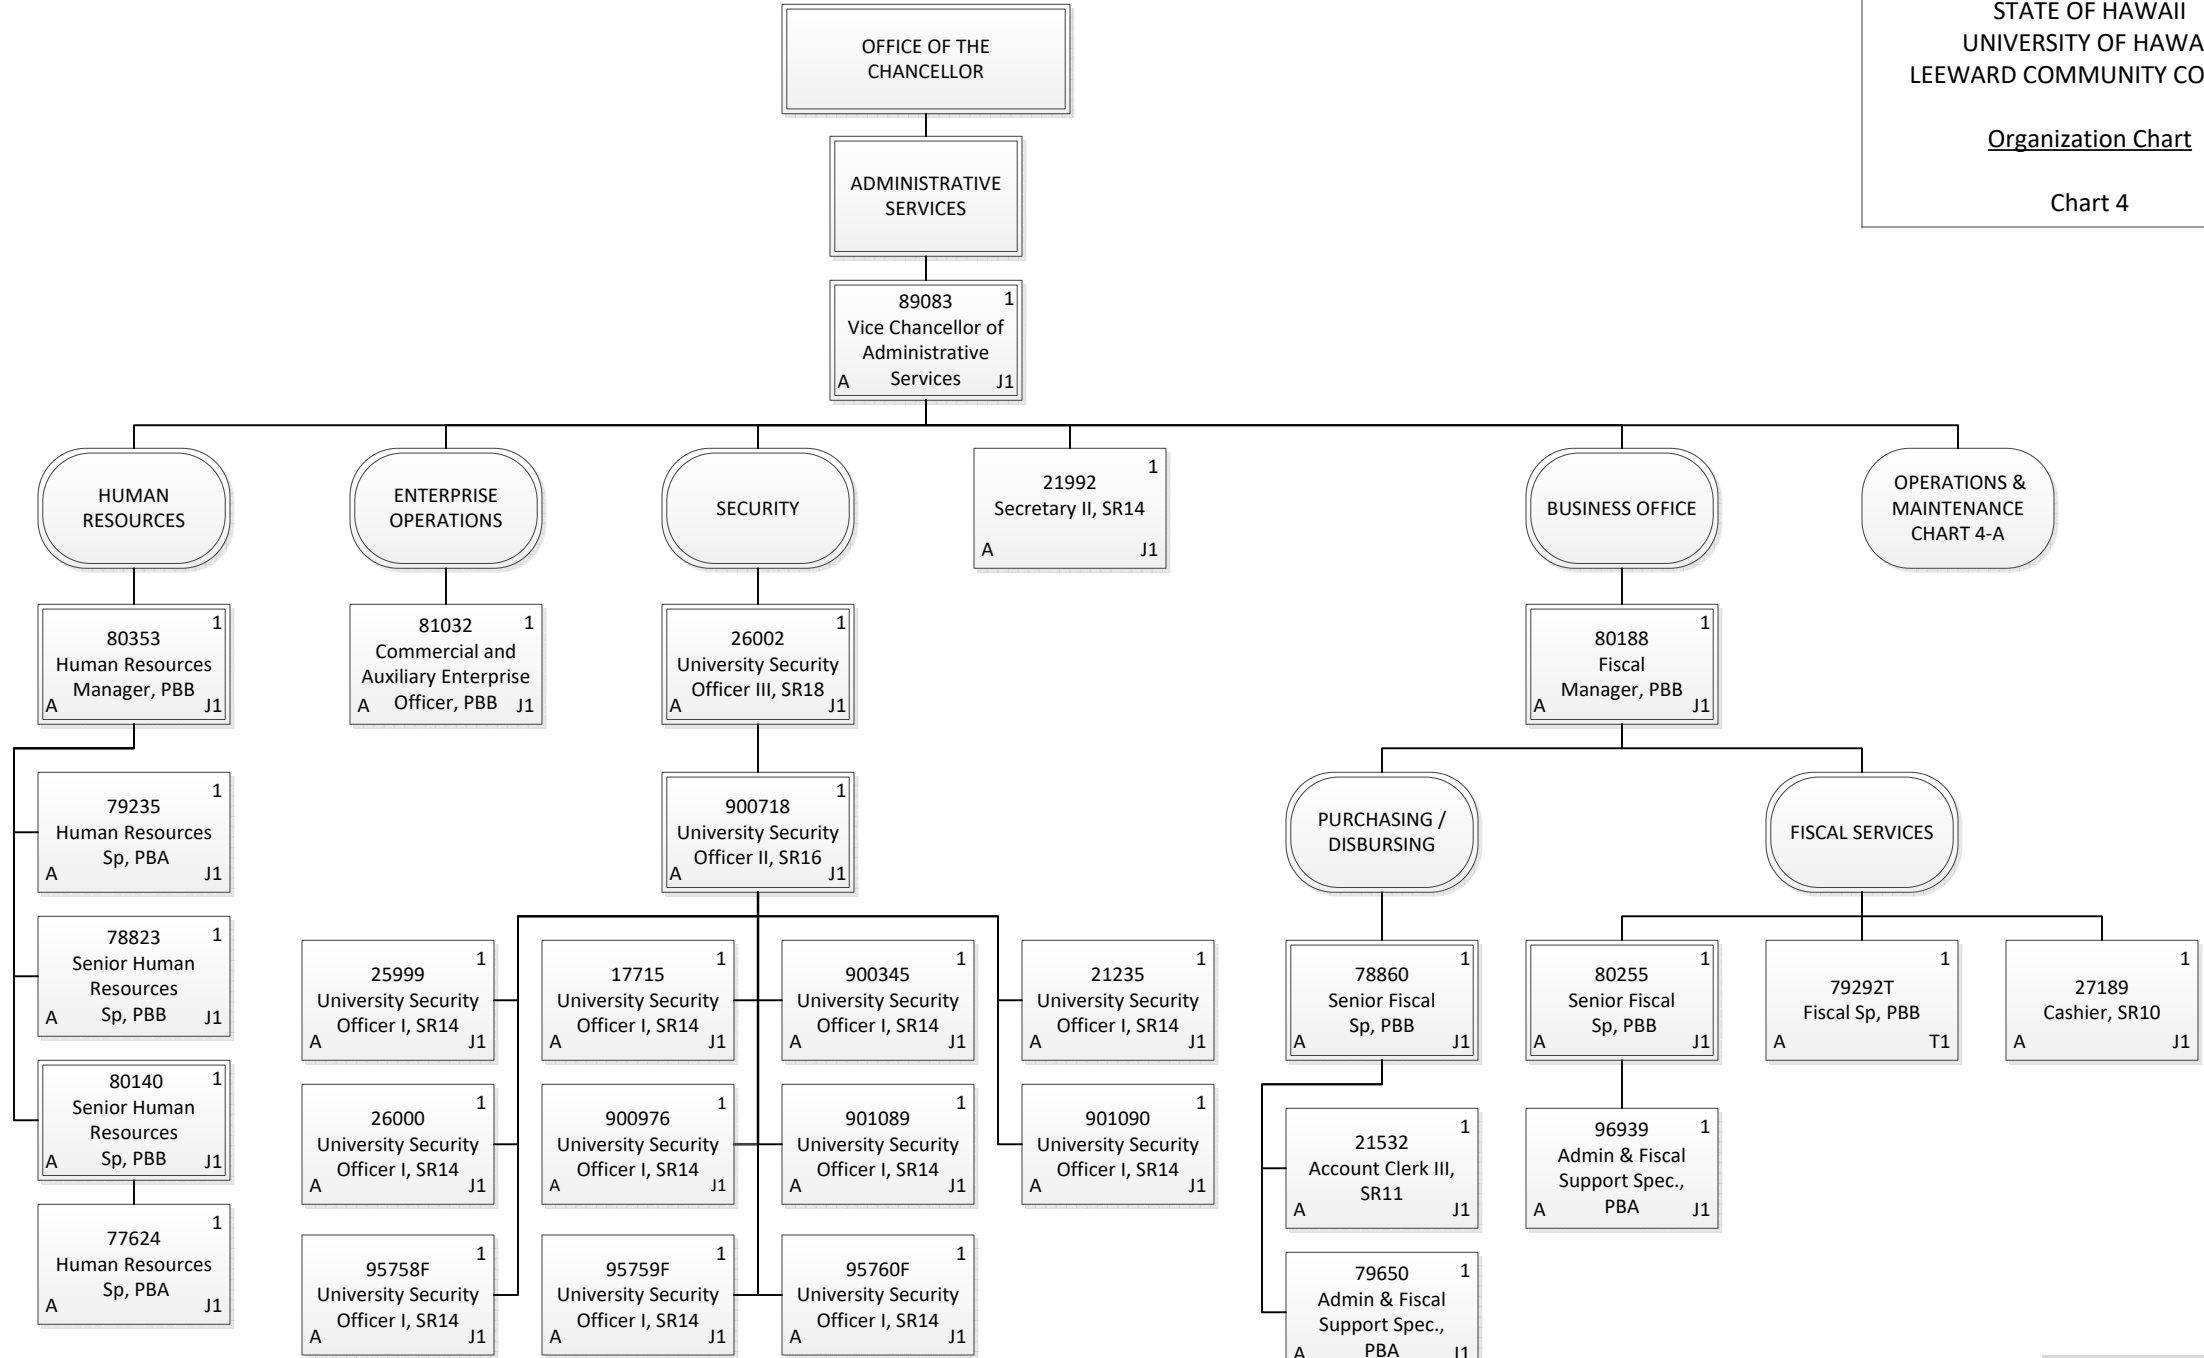 STATE OF HAWAII
UNIVERSITY OF HAWA
LEEWARD COMMUNITY CO
Organization Chart
Chart 4
OFFICE OF THE
CHANCELLOR
ADMINISTRATIVE
SERVICES
89083 1
Vice Chancellor of
Administrative
A Services J1
HUMAN
RESOURCES
ENTERPRISE
OPERATIONS
SECURITY
1
21992
Secretary II, SR14
A J1
BUSINESS OFFICE
OPERATIONS &
MAINTENANCE
CHART 4-A
1
80353
Human Resources
Manager, PBB
A J1
81032 1
Commercial and
Auxiliary Enterprise
A Officer, PBB J1
1
26002
University Security
Officer III, SR18
A J1
1
80188
Fiscal
Manager, PBB
A J1
1
79235
Human Resources
Sp, PBA
A J1
78823 1
Senior Human
Resources
A Sp, PBB J1
80140 1
Senior Human
Resources
A Sp, PBB J1
1
77624
Human Resources
Sp, PBA
A J1
1
900718
University Security
Officer II, SR16
A J1
1
25999
University Security
Officer I, SR14
A J1
1
17715
University Security
Officer I, SR14
A J1
1
900345
University Security
Officer I, SR14
A J1
1
21235
University Security
Officer I, SR14
A J1
1
26000
University Security
Officer I, SR14
A J1
1
900976
University Security
Officer I, SR14
A J1
1
901089
University Security
Officer I, SR14
A J1
1
901090
University Security
Officer I, SR14
A J1
1
95758F
University Security
Officer I, SR14
A J1
1
95759F
University Security
Officer I, SR14
A J1
1
95760F
University Security
Officer I, SR14
A J1
PURCHASING /
DISBURSING
FISCAL SERVICES
1
78860
Senior Fiscal
Sp, PBB
A J1
1
21532
Account Clerk III,
SR11
A J1
79650 1
Admin & Fiscal
Support Spec.,
A PBA J1
1
80255
Senior Fiscal
Sp, PBB
A J1
96939 1
Admin & Fiscal
Support Spec.,
A PBA J1
1
79292T
Fiscal Sp, PBB
A T1
1
27189
Cashier, SR10
A J1